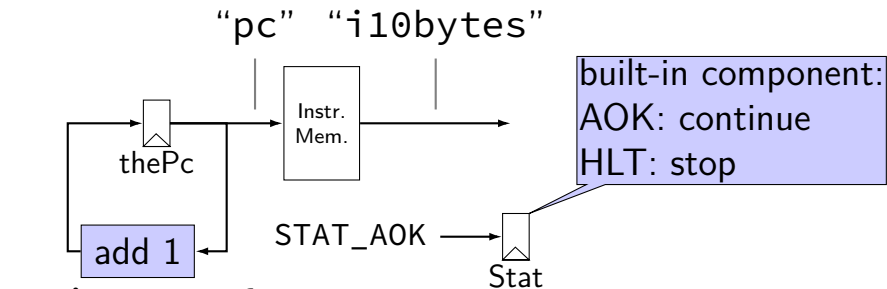 “pc” “i10bytes”
built-in component:
AOK: continue
HLT: stop
Instr.
Mem.
thePc
add 1
STAT_AOK
Stat